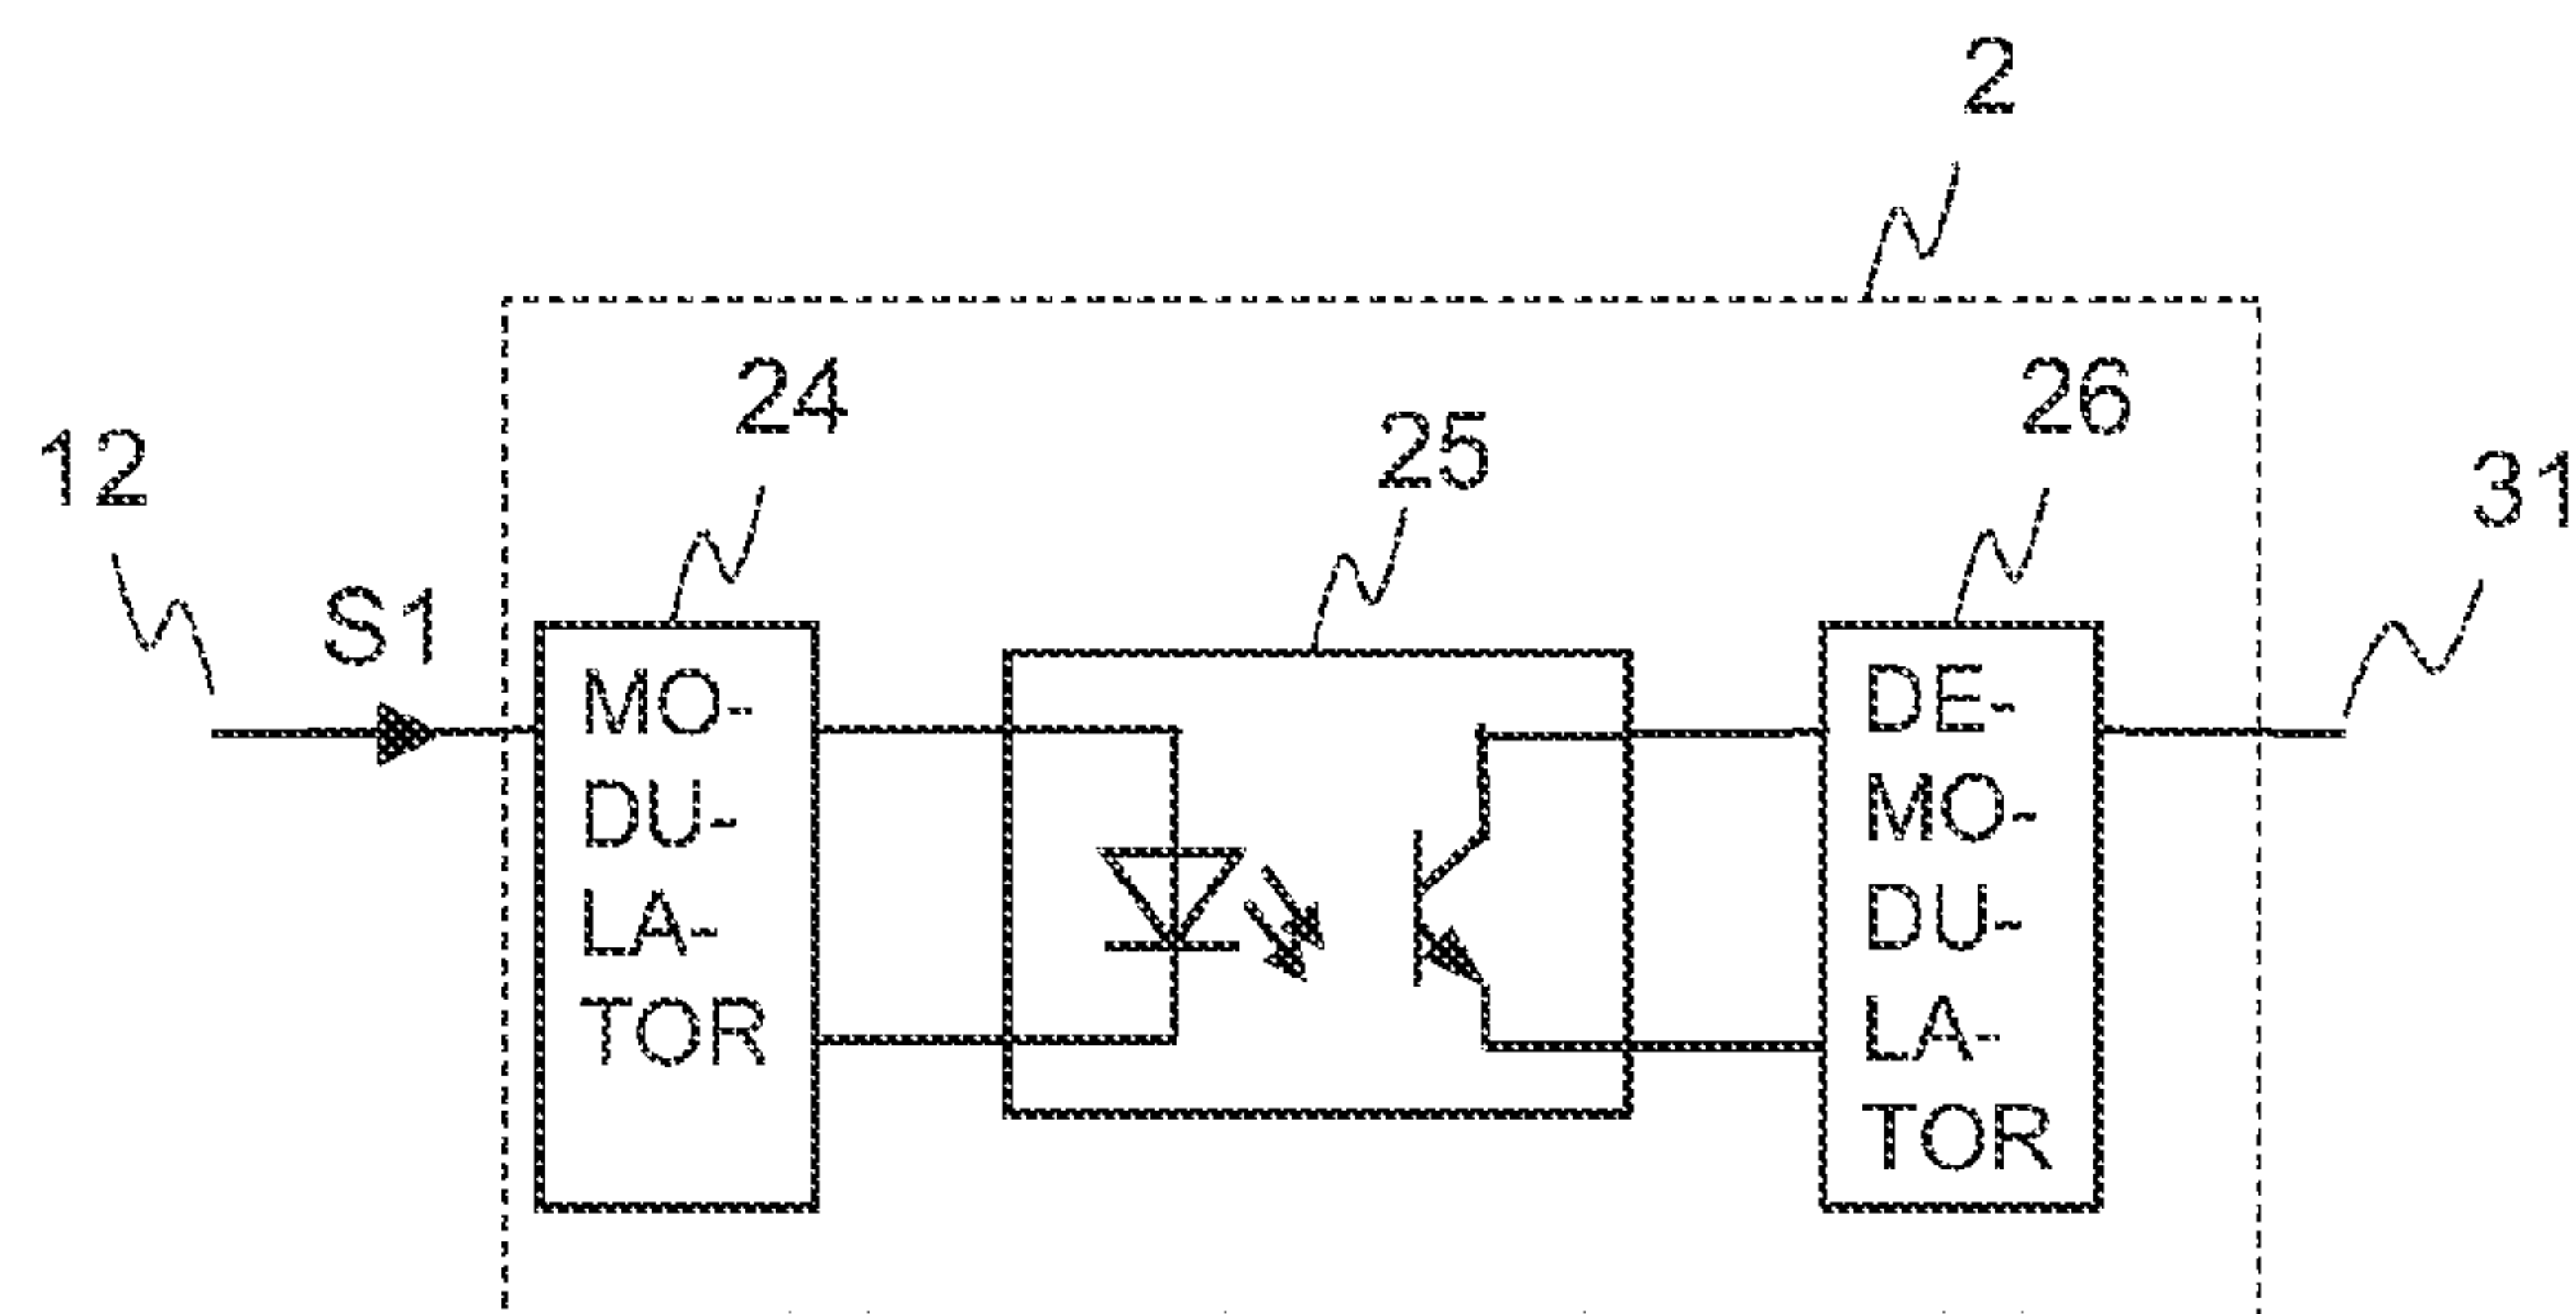 2
24
26
25
12
31
S1
MO-
DU-
LA-
TOR
DE-
MO-
DU-
LA-
TOR